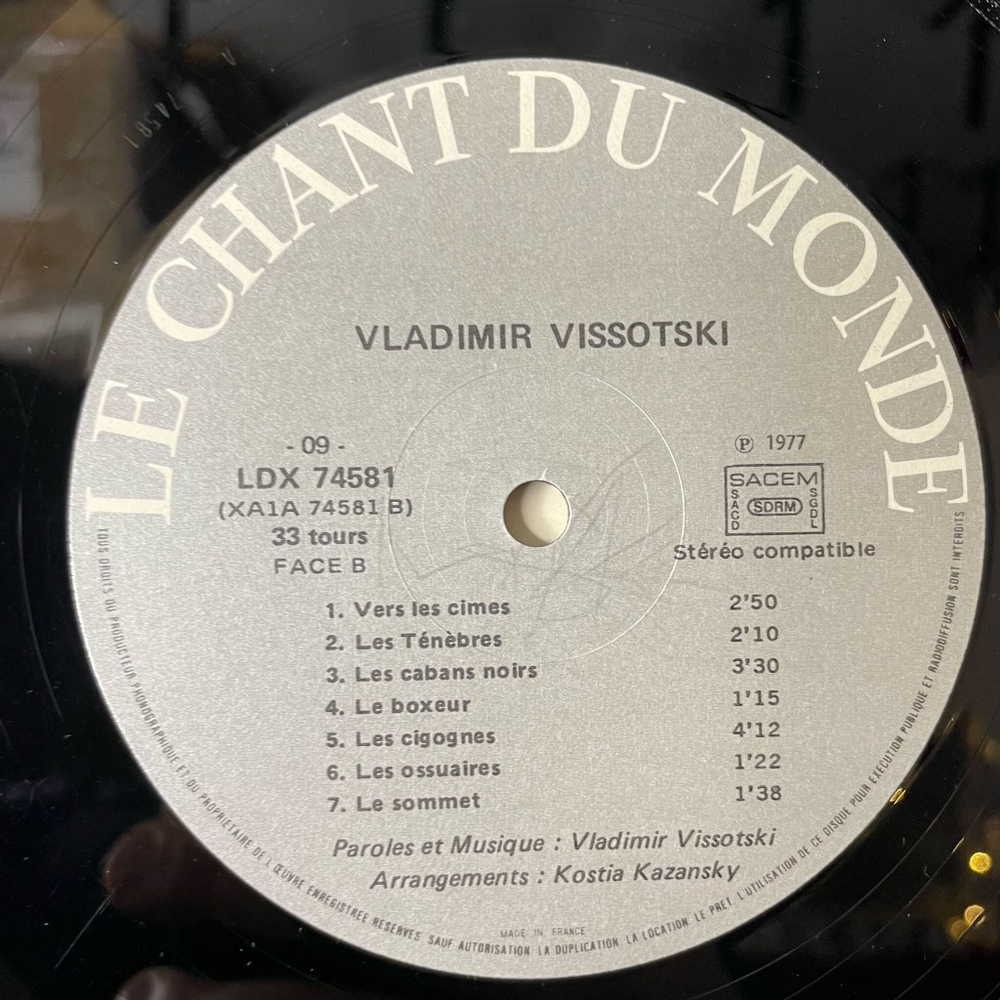 LE CHANT DU MONDE
VLADIMIR VISSOTSKI
- 09 -
LDX 74581
(XA1A 74581 B)
33 tours
FACE B
℗ 1977
SACEM
SACD SDRM SGDL
Stéréo compatible
1. Vers les cimes 2'50
2. Les Ténèbres 2'10
3. Les cabans noirs 3'30
4. Le boxeur 1'15
5. Les cigognes 4'12
6. Les ossuaires 1'22
7. Le sommet 1'38
Paroles et Musique : Vladimir Vissotski
Arrangements : Kostia Kazansky
MADE IN FRANCE
TOUS DROITS DU PRODUCTEUR PHONOGRAPHIQUE ET DU PROPRIETAIRE DE L'ŒUVRE ENREGISTREE RESERVES SAUF AUTORISATION LA DUPLICATION, LA LOCATION, LE PRET, L'UTILISATION DE CE DISQUE POUR EXECUTION PUBLIQUE ET RADIODIFFUSION SONT INTERDITS